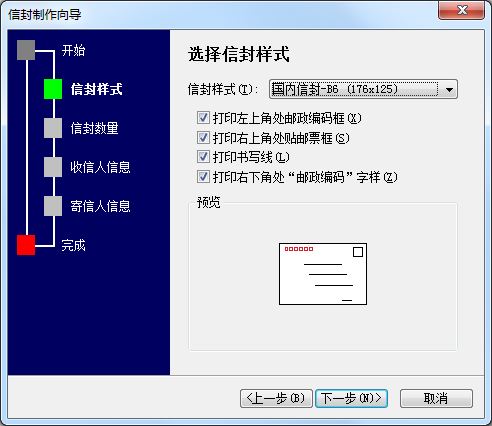 信封制作向导
开始
信封样式
信封数量
收信人信息
寄信人信息
完成
选择信封样式
信封样式(T): 国内信封-B6 (176x125)
打印左上角处邮政编码框(X)
打印右上角处贴邮票框(S)
打印书写线(L)
打印右下角处“邮政编码”字样(Z)
预览
<上一步(B) 下一步(N)> 取消